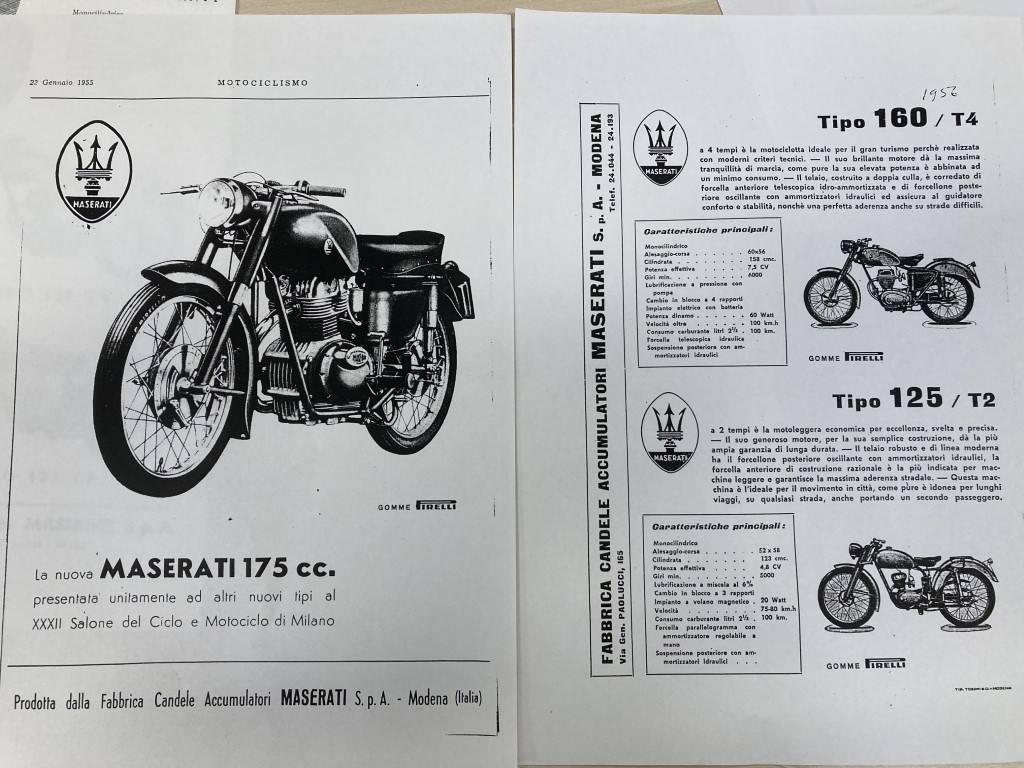 Monocilindrico
22 Gennaio 1955
MOTOCICLISMO
MASERATI
GOMME PIRELLI
La nuova MASERATI 175 cc.
presentata unitamente ad altri nuovi tipi al
XXXII Salone del Ciclo e Motociclo di Milano
Prodotta dalla Fabbrica Candele Accumulatori MASERATI S. p. A. - Modena (Italia)
FABBRICA CANDELE ACCUMULATORI MASERATI S. p. A. - MODENA
Via Gen. PAOLUCCI, 165
Telef. 24.044 - 24.193
1956
Tipo 160 / T4
MASERATI
a 4 tempi è la motocicletta ideale per il gran turismo perchè realizzata
con moderni criteri tecnici. — Il suo brillante motore dà la massima
tranquillità di marcia, come pure la sua elevata potenza è abbinata ad
un minimo consumo. — Il telaio, costruito a doppia culla, è corredato di
forcella anteriore telescopica idro-ammortizzata e di forcellone poste-
riore oscillante con ammortizzatori idraulici ed assicura al guidatore
conforto e stabilità, nonchè una perfetta aderenza anche su strade difficili.
Caratteristiche principali :
Monocilindrico
Alesaggio-corsa . . . . . . 60x56
Cilindrata . . . . . . . 158 cmc.
Potenza effettiva . . . . . 7,5 CV
Giri min. . . . . . . . . 6000
Lubrificazione a pressione con
pompa
Cambio in blocco a 4 rapporti
Impianto elettrico con batteria
Potenza dinamo . . . . . . 60 Watt
Velocità oltre . . . . . . 100 km.h
Consumo carburante litri 2½ . 100 km.
Forcella telescopica idraulica
Sospensione posteriore con am-
mortizzatori idraulici
GOMME PIRELLI
Tipo 125 / T2
MASERATI
a 2 tempi è la motoleggera economica per eccellenza, svelta e precisa.
— Il suo generoso motore, per la sua semplice costruzione, dà la più
ampia garanzia di lunga durata. — Il telaio robusto e di linea moderna
ha il forcellone posteriore oscillante con ammortizzatori idraulici, la
forcella anteriore di costruzione razionale è la più indicata per mac-
chine leggere e garantisce la massima aderenza stradale. — Questa mac-
china è l'ideale per il movimento in città, come pure è idonea per lunghi
viaggi, su qualsiasi strada, anche portando un secondo passeggero.
Caratteristiche principali :
Monocilindrico
Alesaggio-corsa . . . . . . 52 x 58
Cilindrata . . . . . . . 123 cmc.
Potenza effettiva . . . . . 4,8 CV
Giri min. . . . . . . . . 5000
Lubrificazione a miscela al 6%
Cambio in blocco a 3 rapporti
Impianto a volano magnetico . 20 Watt
Velocità . . . . . . . . 75-80 km.h
Consumo carburante litri 2½ . 100 km.
Forcella parallelogramma con
ammortizzatore regolabile a
mano
Sospensione posteriore con am-
mortizzatori Idraulici . . .
GOMME PIRELLI